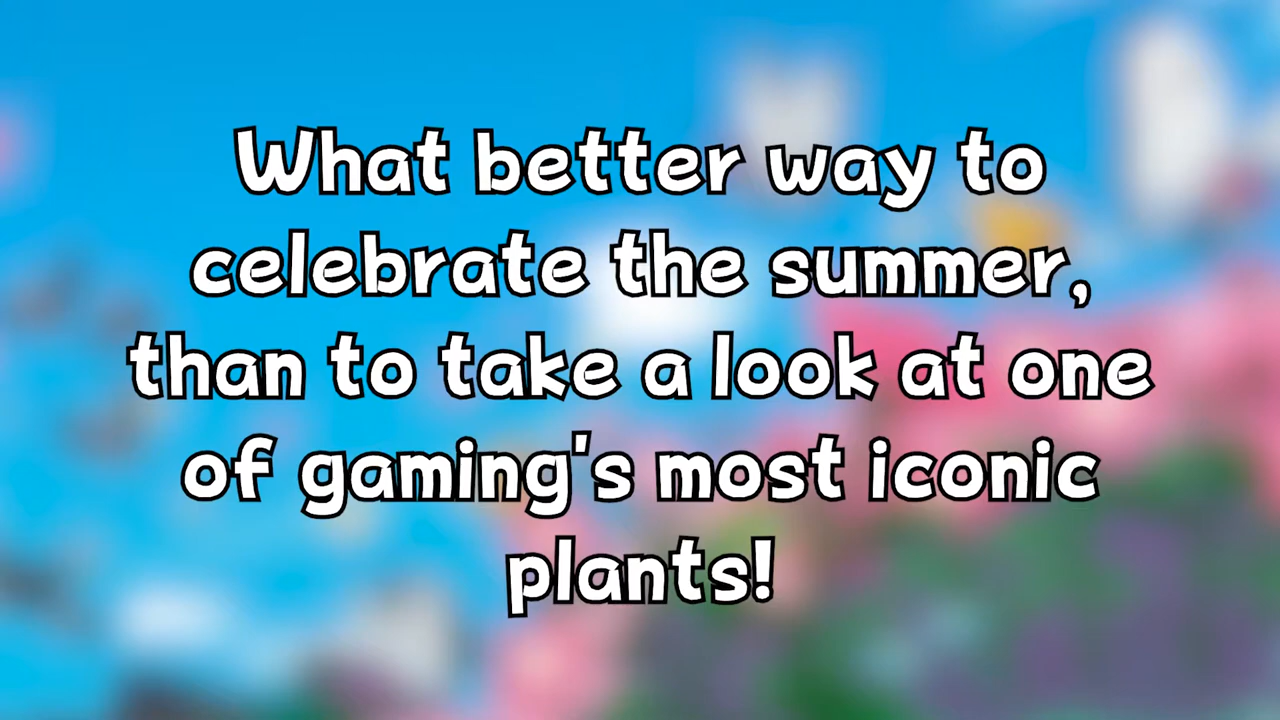 What better way to
celebrate the summer,
than to take a look at one
of gaming's most iconic
plants!